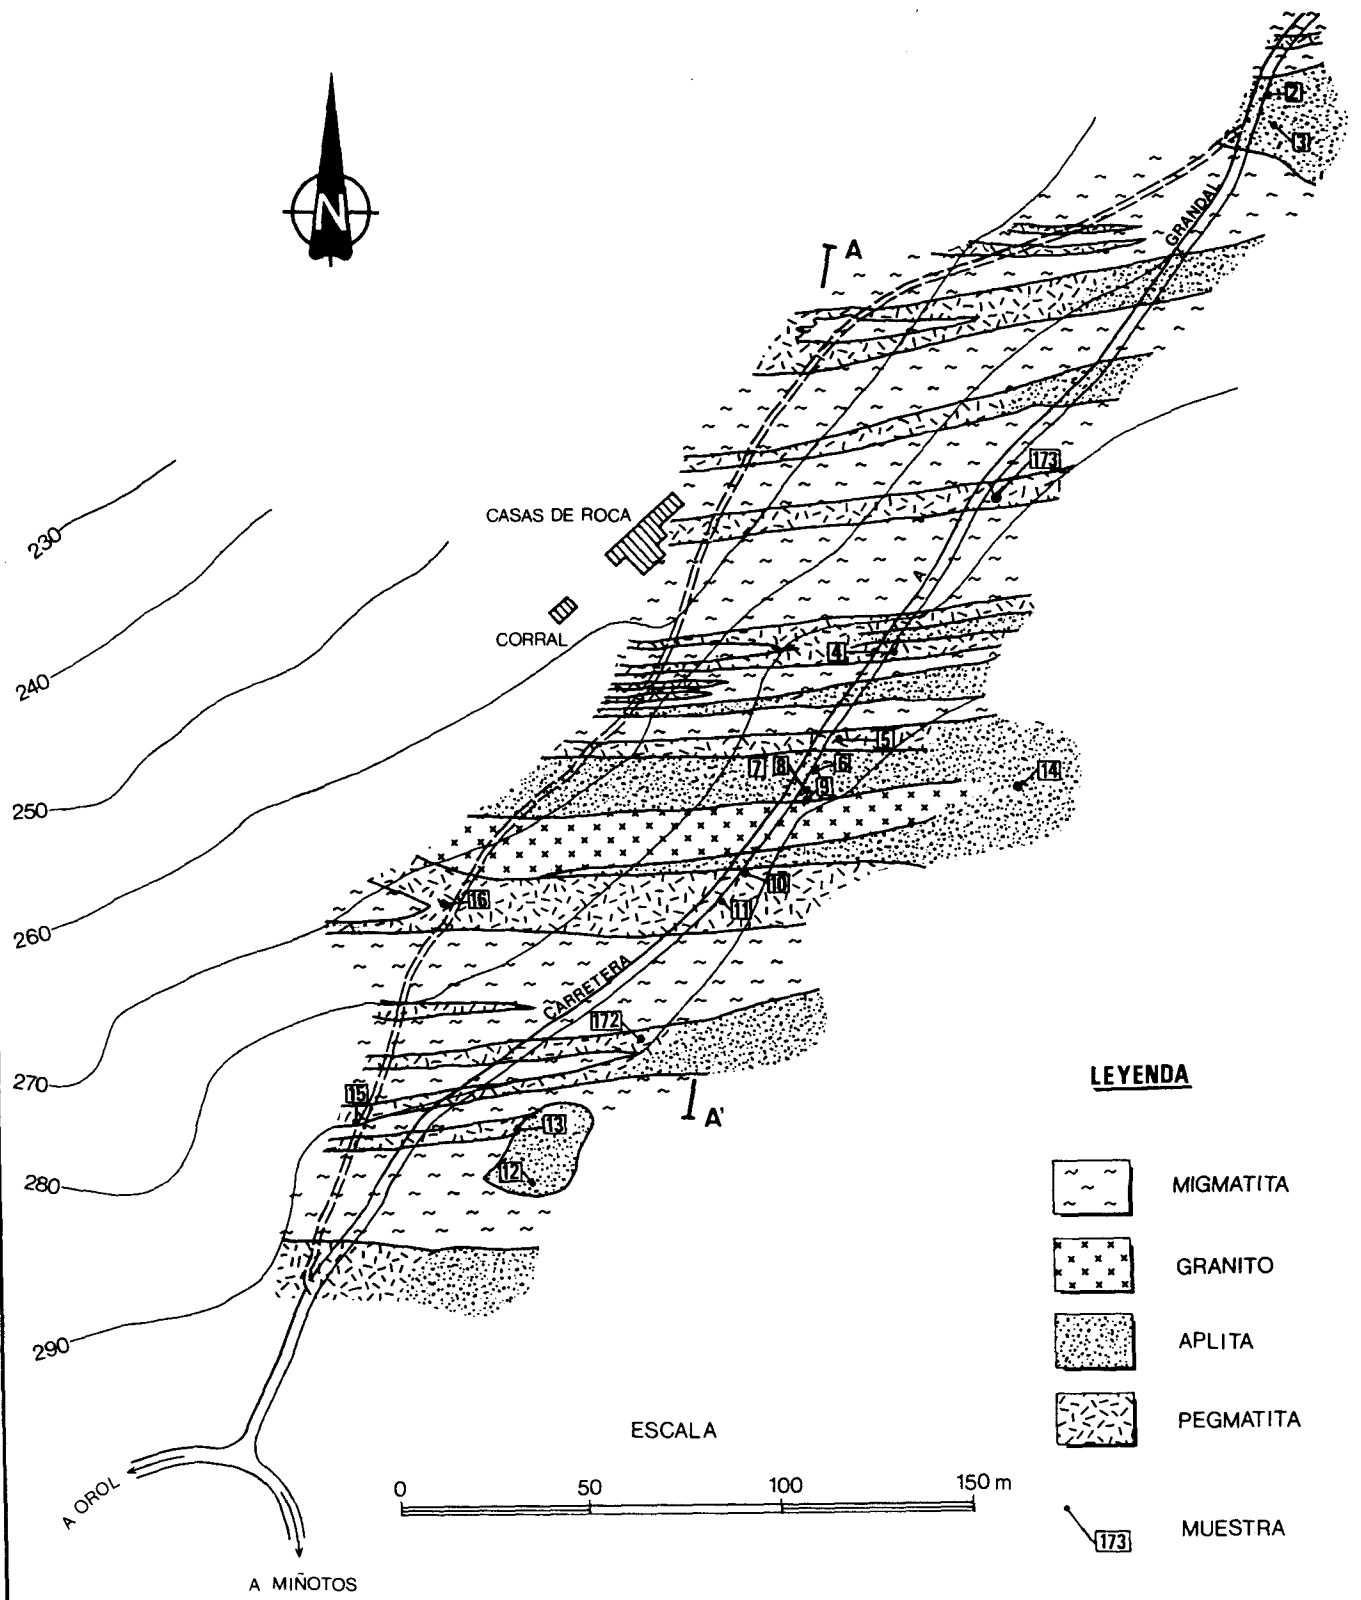 2
3
N
GRANDAL
A
173
CASAS DE ROCA
230
A
CORRAL
4
240
5
7 8 6
14
9
250
10
16
11
260
CARRETERA
172
270
LEYENDA
15
A'
13
12
280
MIGMATITA
GRANITO
290
APLITA
PEGMATITA
ESCALA
0 50 100 150 m
A OROL
173
MUESTRA
A MIÑOTOS